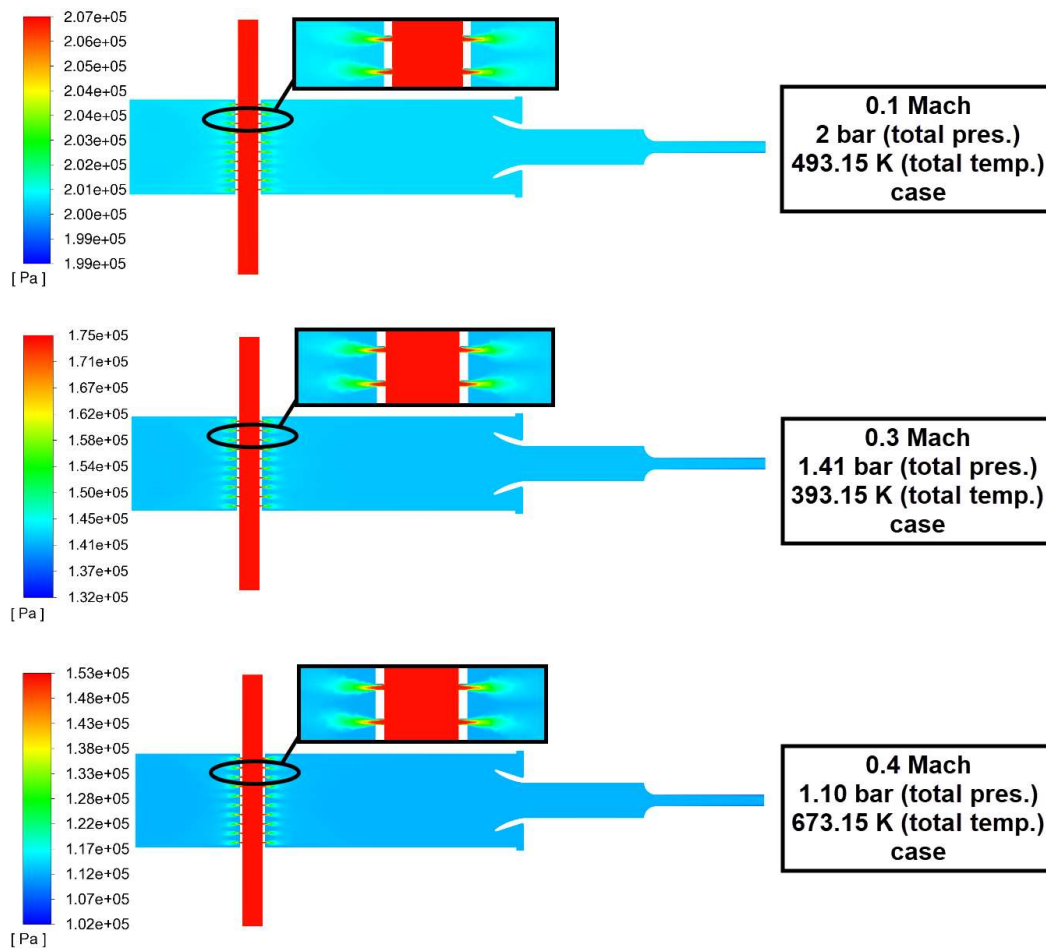 2.07e+05
2.06e+05
2.05e+05
2.04e+05
2.04e+05
2.03e+05
2.02e+05
2.01e+05
2.00e+05
1.99e+05
1.99e+05
[ Pa ]
0.1 Mach
2 bar (total pres.)
493.15 K (total temp.)
case
1.75e+05
1.71e+05
1.67e+05
1.62e+05
1.58e+05
1.54e+05
1.50e+05
1.45e+05
1.41e+05
1.37e+05
1.32e+05
[ Pa ]
0.3 Mach
1.41 bar (total pres.)
393.15 K (total temp.)
case
1.53e+05
1.48e+05
1.43e+05
1.38e+05
1.33e+05
1.28e+05
1.22e+05
1.17e+05
1.12e+05
1.07e+05
1.02e+05
[ Pa ]
0.4 Mach
1.10 bar (total pres.)
673.15 K (total temp.)
case